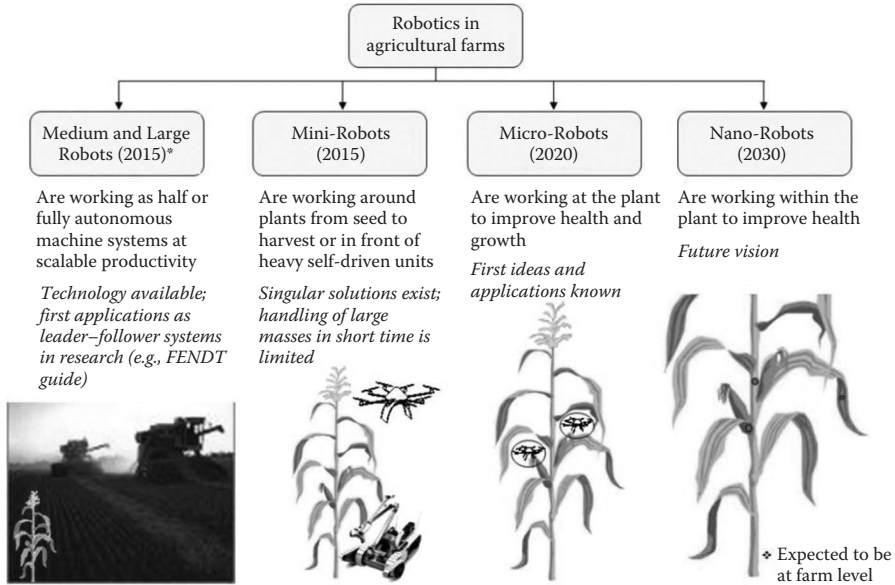 Robotics in
agricultural farms
Medium and Large
Robots (2015)*
Are working as half or
fully autonomous
machine systems at
scalable productivity
Technology available;
first applications as
leader–follower systems
in research (e.g., FENDT
guide)
Mini-Robots
(2015)
Are working around
plants from seed to
harvest or in front of
heavy self-driven units
Singular solutions exist;
handling of large
masses in short time is
limited
Micro-Robots
(2020)
Are working at the plant
to improve health and
growth
First ideas and
applications known
Nano-Robots
(2030)
Are working within the
plant to improve health
Future vision
❖ Expected to be
at farm level